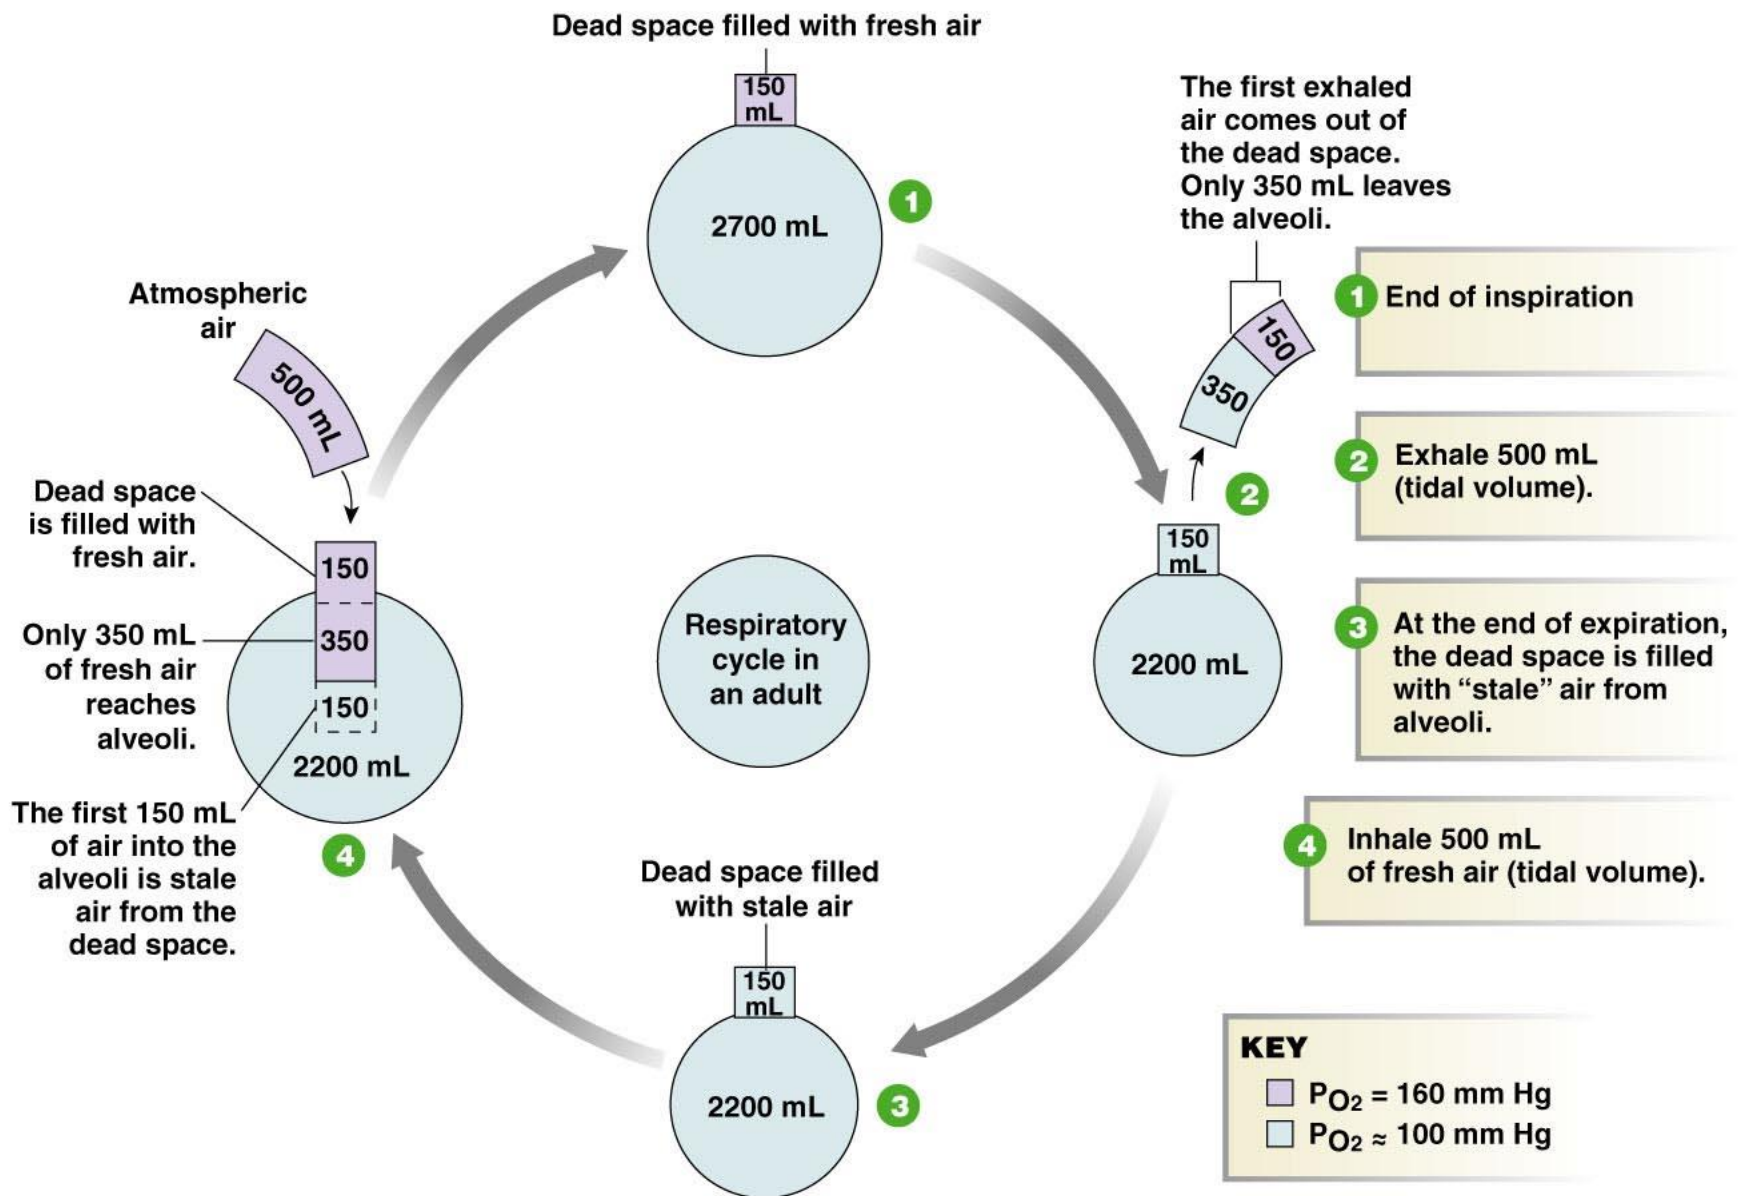 Dead space filled with fresh air
150
mL
2700 mL
1
The first exhaled
air comes out of
the dead space.
Only 350 mL leaves
the alveoli.
150
350
2
150
mL
2200 mL
Atmospheric
air
500 mL
Dead space
is filled with
fresh air.
150
Only 350 mL
of fresh air
reaches
alveoli.
350
150
2200 mL
The first 150 mL
of air into the
alveoli is stale
air from the
dead space.
4
Respiratory
cycle in
an adult
Dead space filled
with stale air
150
mL
2200 mL
3
1 End of inspiration
2 Exhale 500 mL
(tidal volume).
3 At the end of expiration,
the dead space is filled
with “stale” air from
alveoli.
4 Inhale 500 mL
of fresh air (tidal volume).
KEY
PO2 = 160 mm Hg
PO2 ≈ 100 mm Hg